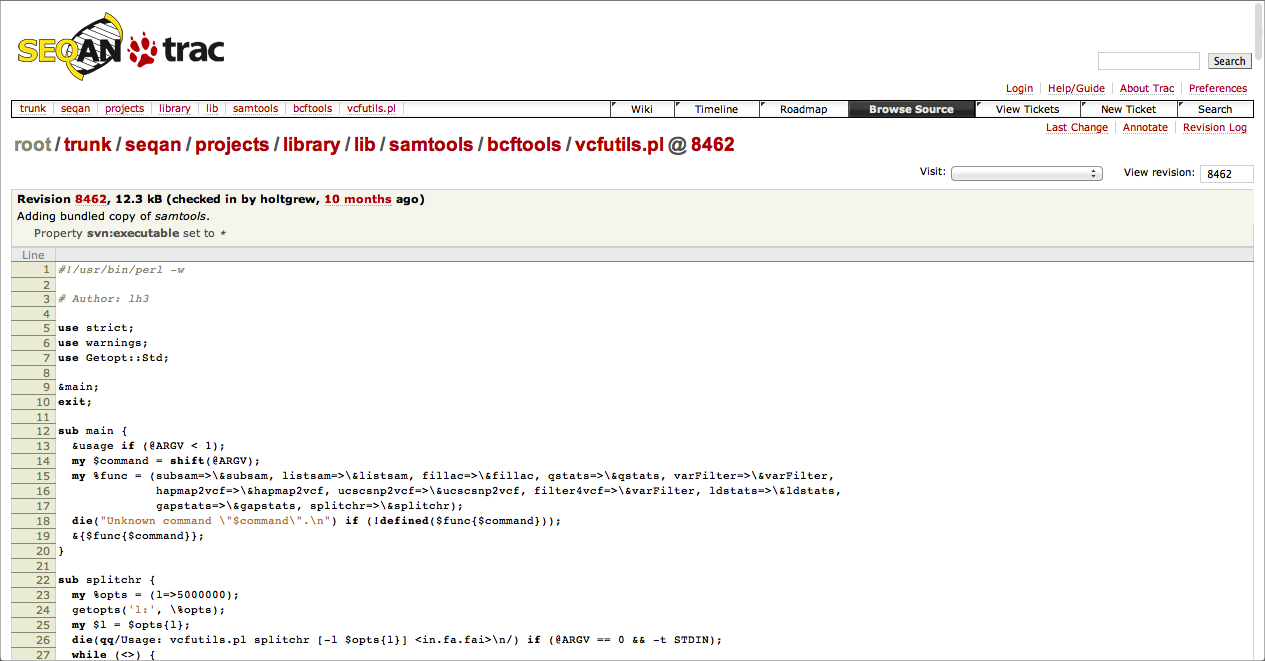 SEQAN trac
Search
Login Help/Guide About Trac Preferences
trunk seqan projects library lib samtools bcftools vcfutils.pl Wiki Timeline Roadmap Browse Source View Tickets New Ticket Search
Last Change Annotate Revision Log
root/trunk/seqan/projects/library/lib/samtools/bcftools/vcfutils.pl @ 8462
Visit: View revision: 8462
Revision 8462, 12.3 kB (checked in by holtgrew, 10 months ago)
Adding bundled copy of samtools.
Property svn:executable set to *
Line
1 #!/usr/bin/perl -w
2
3 # Author: lh3
4
5 use strict;
6 use warnings;
7 use Getopt::Std;
8
9 &main;
10 exit;
11
12 sub main {
13   &usage if (@ARGV < 1);
14   my $command = shift(@ARGV);
15   my %func = (subsam=>\&subsam, listsam=>\&listsam, fillac=>\&fillac, qstats=>\&qstats, varFilter=>\&varFilter,
16               hapmap2vcf=>\&hapmap2vcf, ucscsnp2vcf=>\&ucscsnp2vcf, filter4vcf=>\&varFilter, ldstats=>\&ldstats,
17               gapstats=>\&gapstats, splitchr=>\&splitchr);
18   die("Unknown command \"$command\".\n") if (!defined($func{$command}));
19   &{$func{$command}};
20 }
21
22 sub splitchr {
23   my %opts = (l=>5000000);
24   getopts('l:', \%opts);
25   my $l = $opts{l};
26   die(qq/Usage: vcfutils.pl splitchr [-l $opts{l}] <in.fa.fai>\n/) if (@ARGV == 0 && -t STDIN);
27   while (<>) {